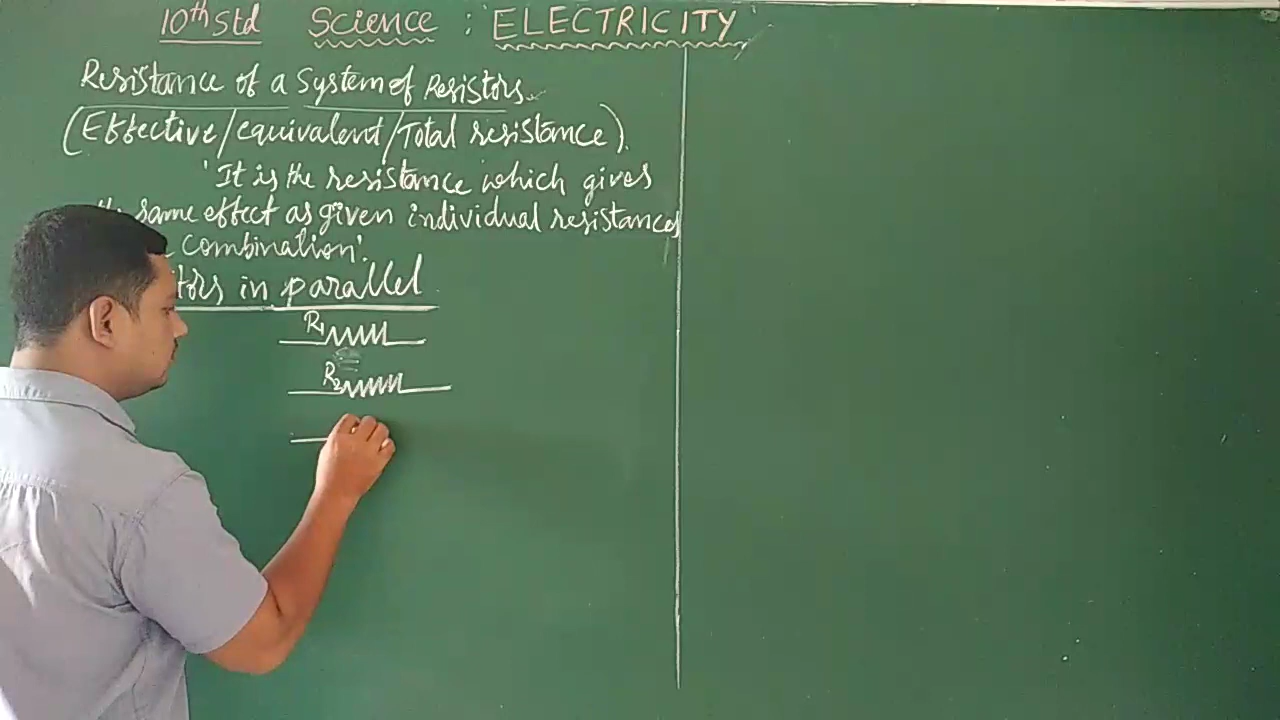 10th Std Science : 'ELECTRICITY'
Resistance of a System of Resistors.
(Effective/equivalent/Total resistance).
'It is the resistance which gives
same effect as given individual resistances
combination'.
in parallel
R1
R2